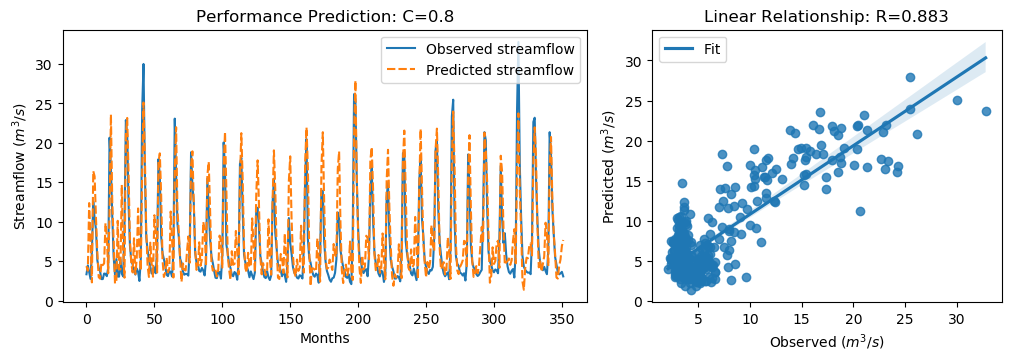 Performance Prediction: C=0.8
Streamflow (m³/s)
30
25
20
15
10
5
0
Observed streamflow
Predicted streamflow
0 50 100 150 200 250 300 350
Months
Linear Relationship: R=0.883
Predicted (m³/s)
30
25
20
15
10
5
0
Fit
5 10 15 20 25 30
Observed (m³/s)